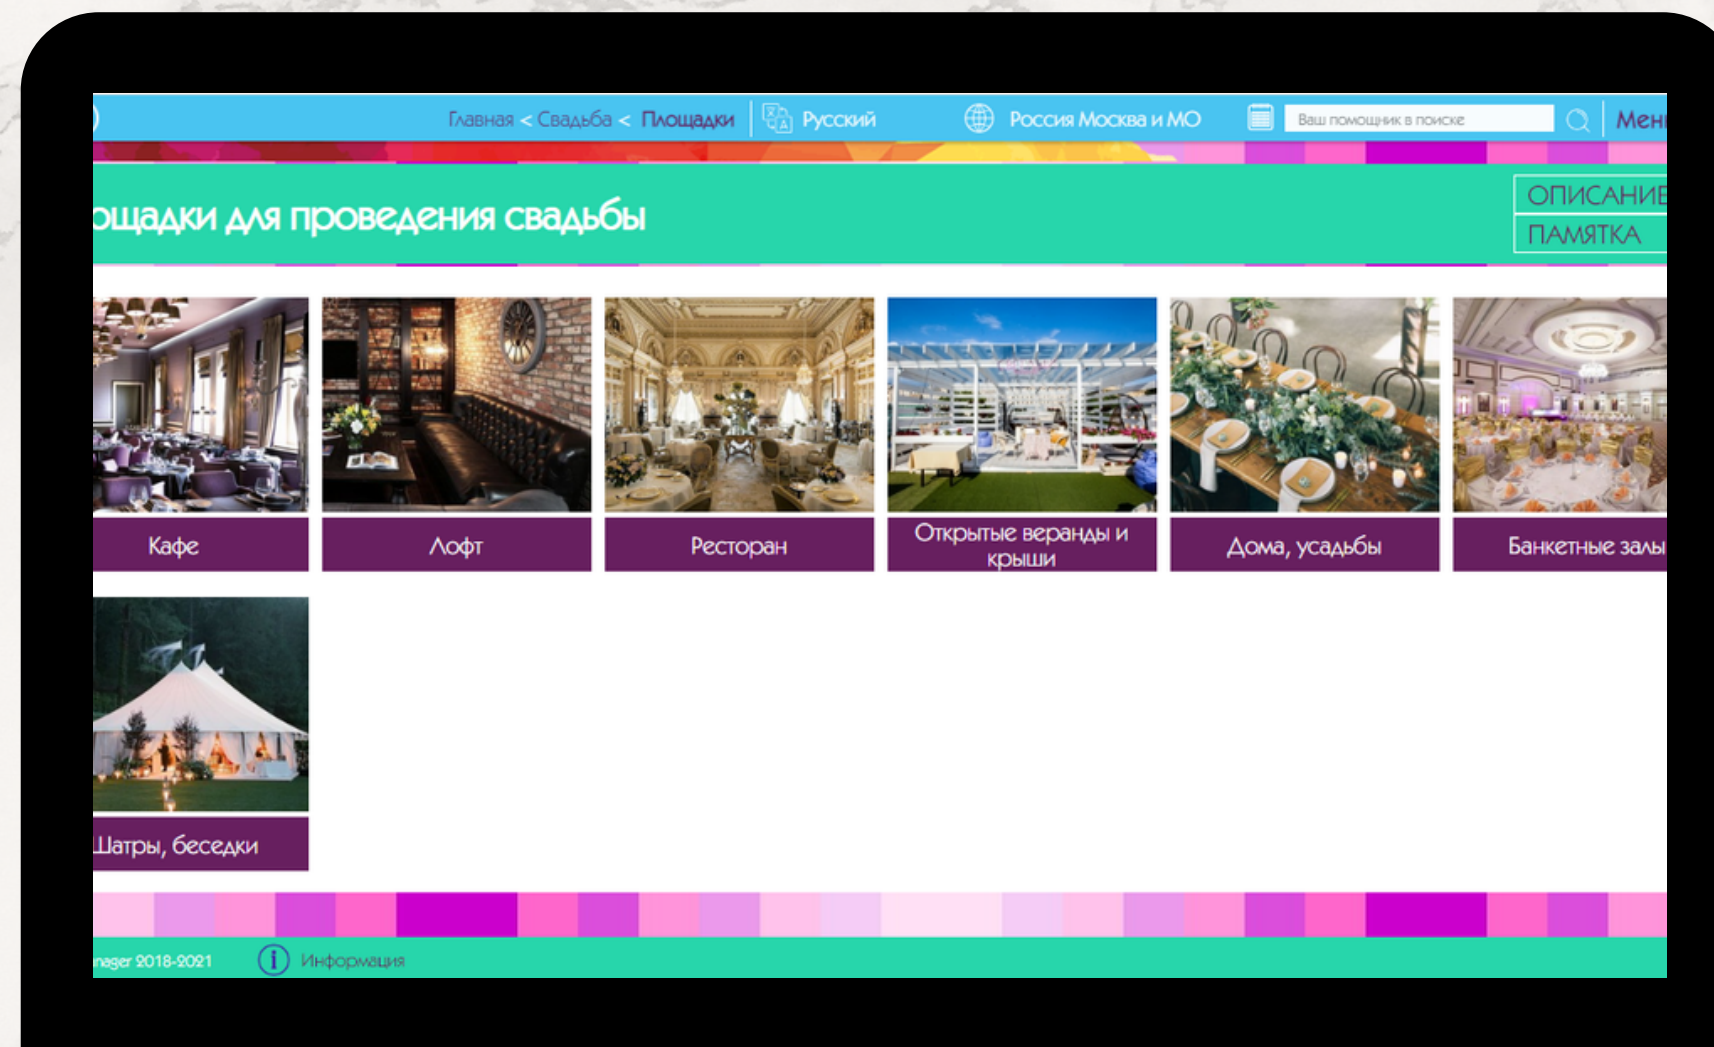 Главная < Свадьба < Площадки
Русский
Россия Москва и МО
Ваш помощник в поиске
Мен
ощадки для проведения свадьбы
ОПИСАНИЕ
ПАМЯТКА
Кафе
Лофт
Ресторан
Открытые веранды и
крыши
Дома, усадьбы
Банкетные залы
Шатры, беседки
nager 2018-2021
Информация